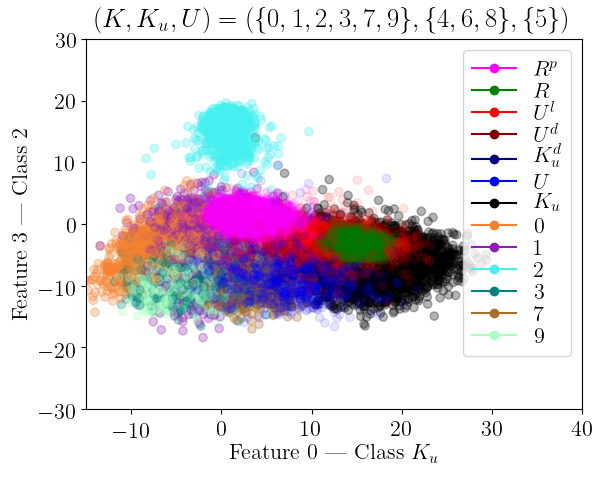 (K, K_u, U) = ({0, 1, 2, 3, 7, 9}, {4, 6, 8}, {5})
30
20
10
0
−10
−20
−30
Feature 3 — Class 2
R^p
R
U^l
U^d
K_u^d
U
K_u
0
1
2
3
7
9
−10 0 10 20 30 40
Feature 0 — Class K_u